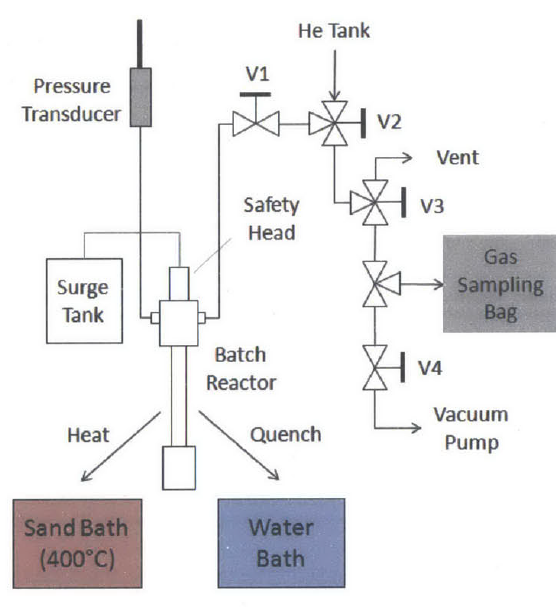 He Tank
V1
Pressure
Transducer
V2
Vent
V3
Safety
Head
Gas
Sampling
Bag
Surge
Tank
Batch
Reactor
V4
Heat
Quench
Vacuum
Pump
Sand Bath
(400°C)
Water
Bath